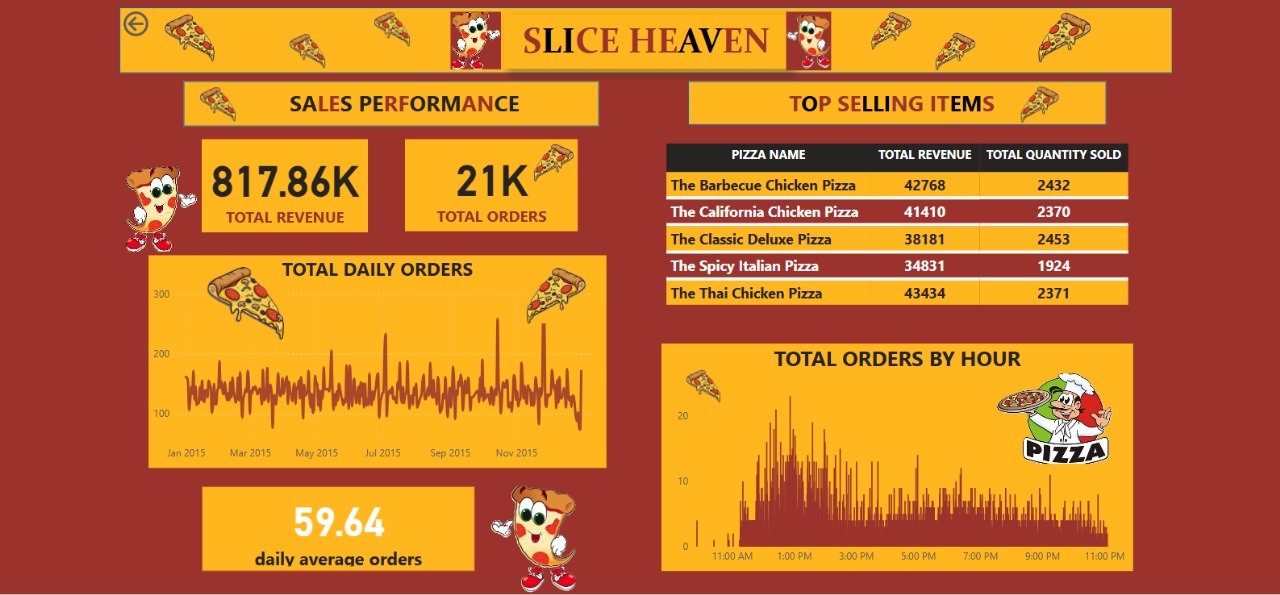 SLICE HEAVEN
SALES PERFORMANCE
817.86K
TOTAL REVENUE
21K
TOTAL ORDERS
TOTAL DAILY ORDERS
300
200
100
Jan 2015 Mar 2015 May 2015 Jul 2015 Sep 2015 Nov 2015
59.64
daily average orders
TOP SELLING ITEMS
PIZZA NAME TOTAL REVENUE TOTAL QUANTITY SOLD
The Barbecue Chicken Pizza 42768 2432
The California Chicken Pizza 41410 2370
The Classic Deluxe Pizza 38181 2453
The Spicy Italian Pizza 34831 1924
The Thai Chicken Pizza 43434 2371
TOTAL ORDERS BY HOUR
PIZZA
20
10
0
11:00 AM 1:00 PM 3:00 PM 5:00 PM 7:00 PM 9:00 PM 11:00 PM